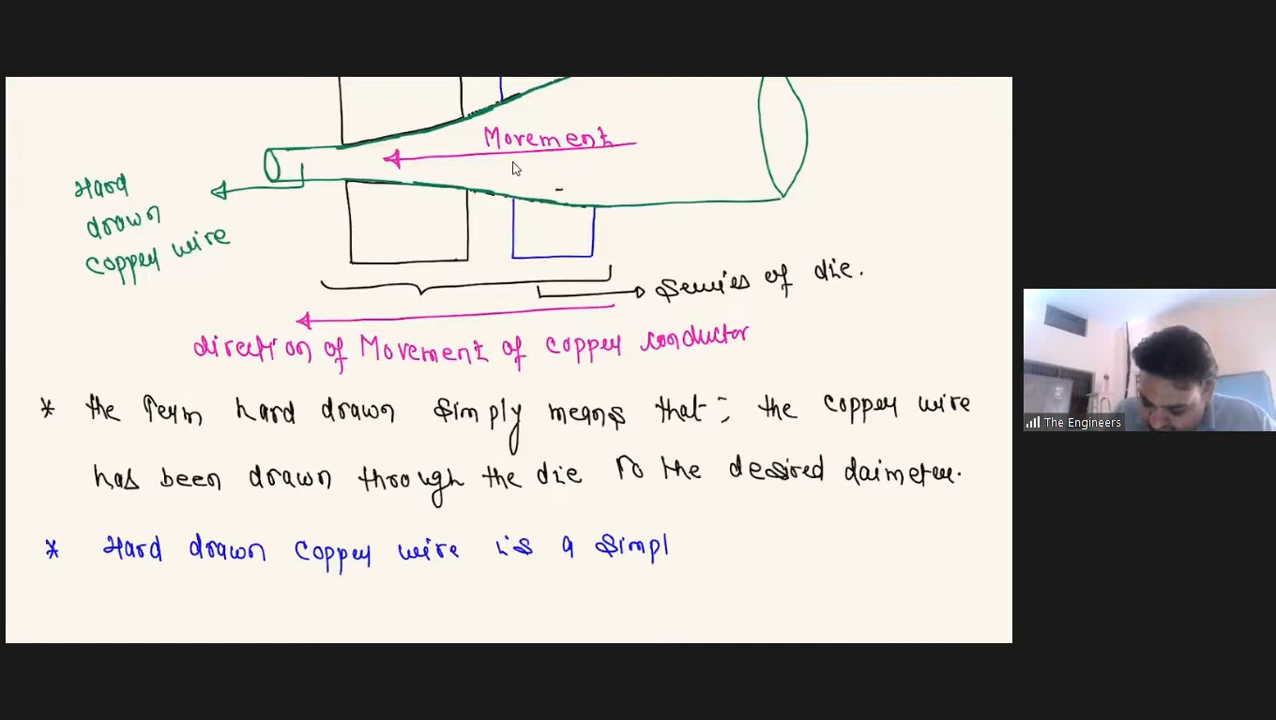 Movement
Hard
drawn
copper wire
series of die.
direction of Movement of copper conductor
* the Term hard drawn simply means that : the copper wire
has been drawn through the die to the desired daimeter.
* Hard drawn copper wire is a simpl
The Engineers